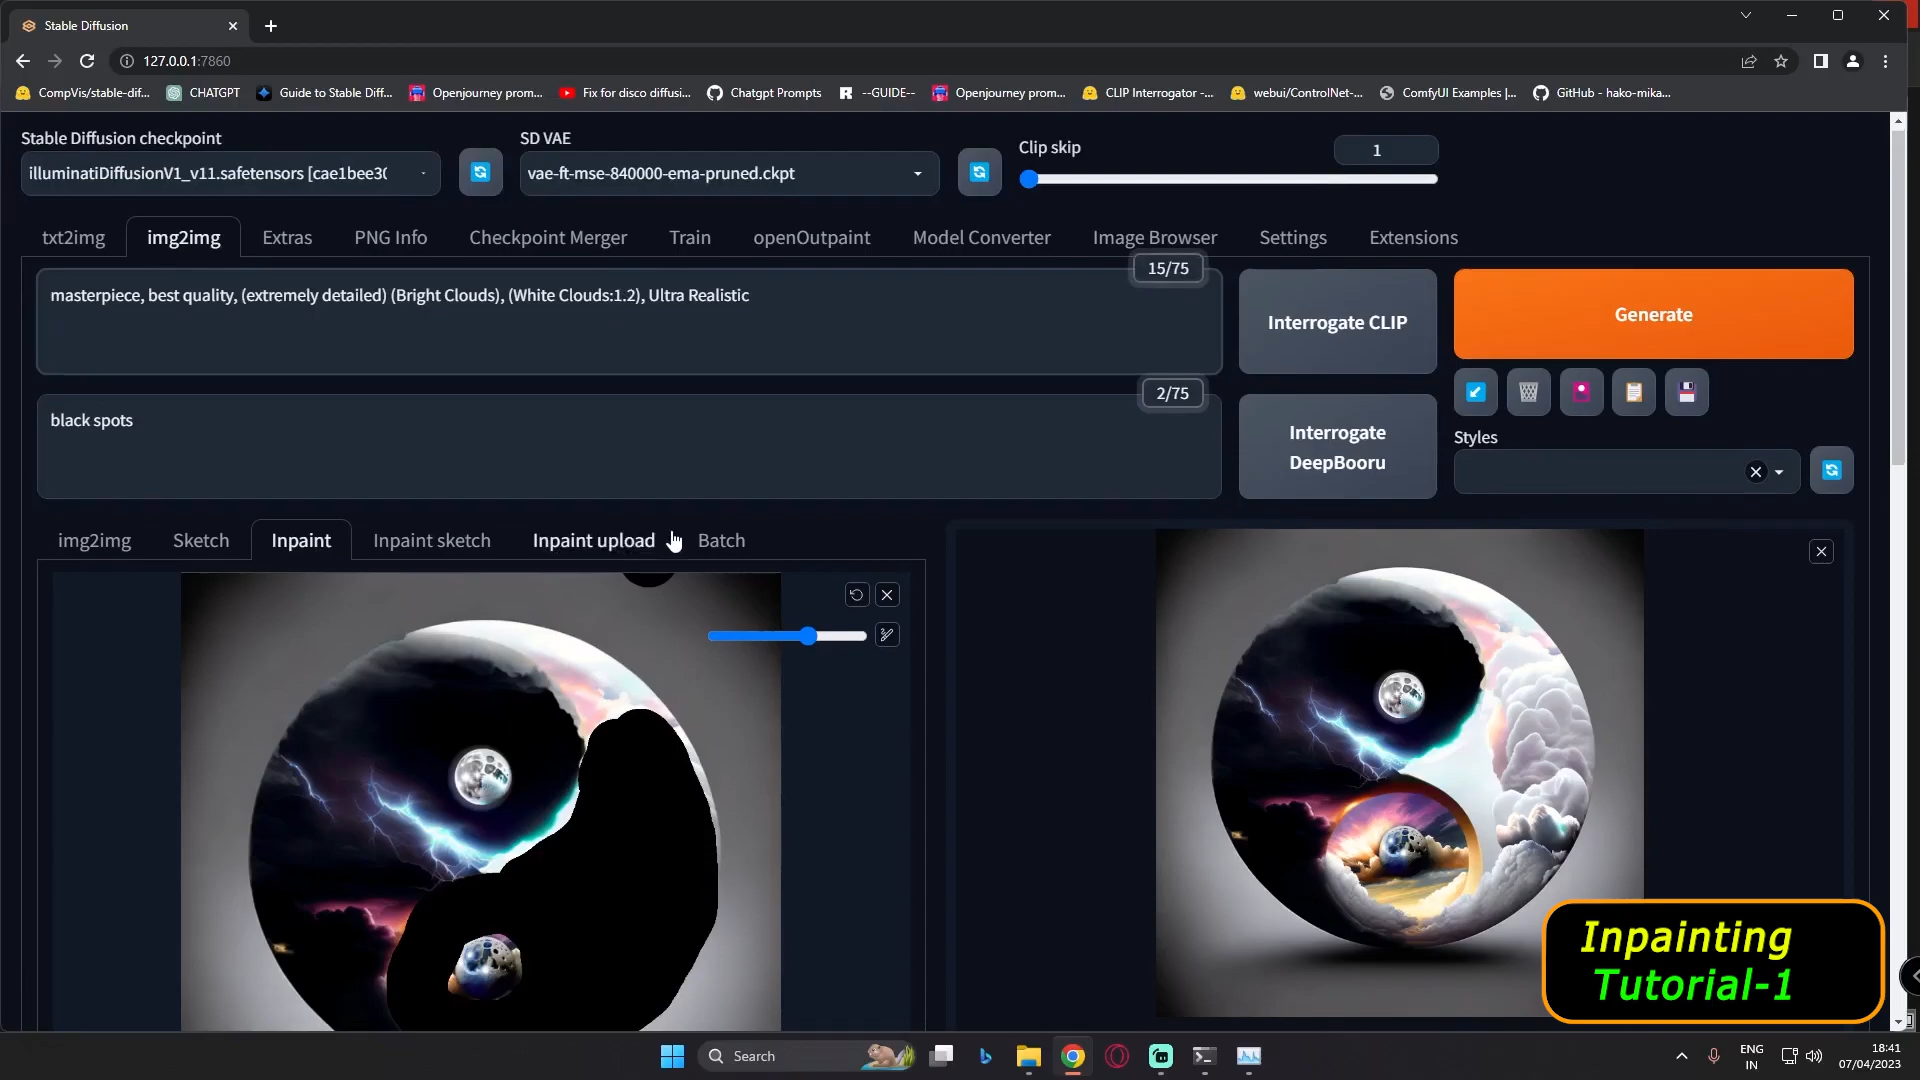 Stable Diffusion
127.0.0.1:7860
CompVis/stable-dif... CHATGPT Guide to Stable Diff... Openjourney prom... Fix for disco diffusi... Chatgpt Prompts --GUIDE-- Openjourney prom... CLIP Interrogator -... webui/ControlNet-... ComfyUI Examples |... GitHub - hako-mika...
Stable Diffusion checkpoint SD VAE Clip skip 1
illuminatiDiffusionV1_v11.safetensors [cae1bee3( vae-ft-mse-840000-ema-pruned.ckpt
txt2img img2img Extras PNG Info Checkpoint Merger Train openOutpaint Model Converter Image Browser Settings Extensions
15/75
masterpiece, best quality, (extremely detailed) (Bright Clouds), (White Clouds:1.2), Ultra Realistic
Interrogate CLIP
Generate
2/75
black spots
Interrogate
DeepBooru
Styles
img2img Sketch Inpaint Inpaint sketch Inpaint upload Batch
Inpainting
Tutorial-1
Search
ENG
IN
18:41
07/04/2023